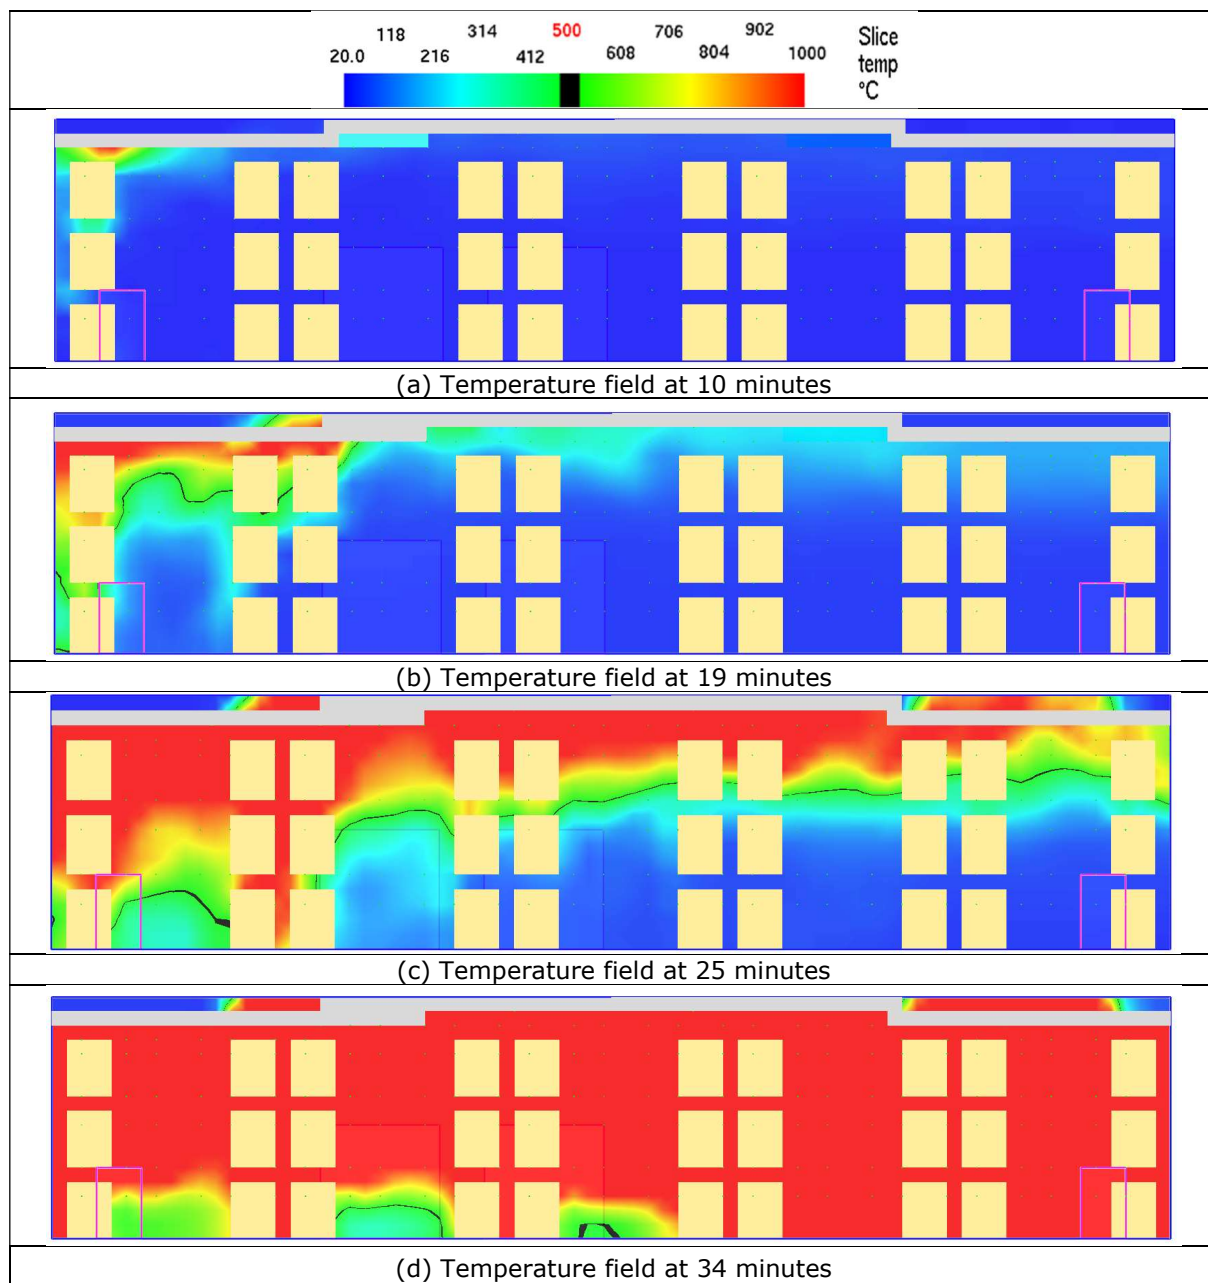 118 314 500 706 902
20.0 216 412 608 804 1000
Slice
temp
°C
(a) Temperature field at 10 minutes
(b) Temperature field at 19 minutes
(c) Temperature field at 25 minutes
(d) Temperature field at 34 minutes